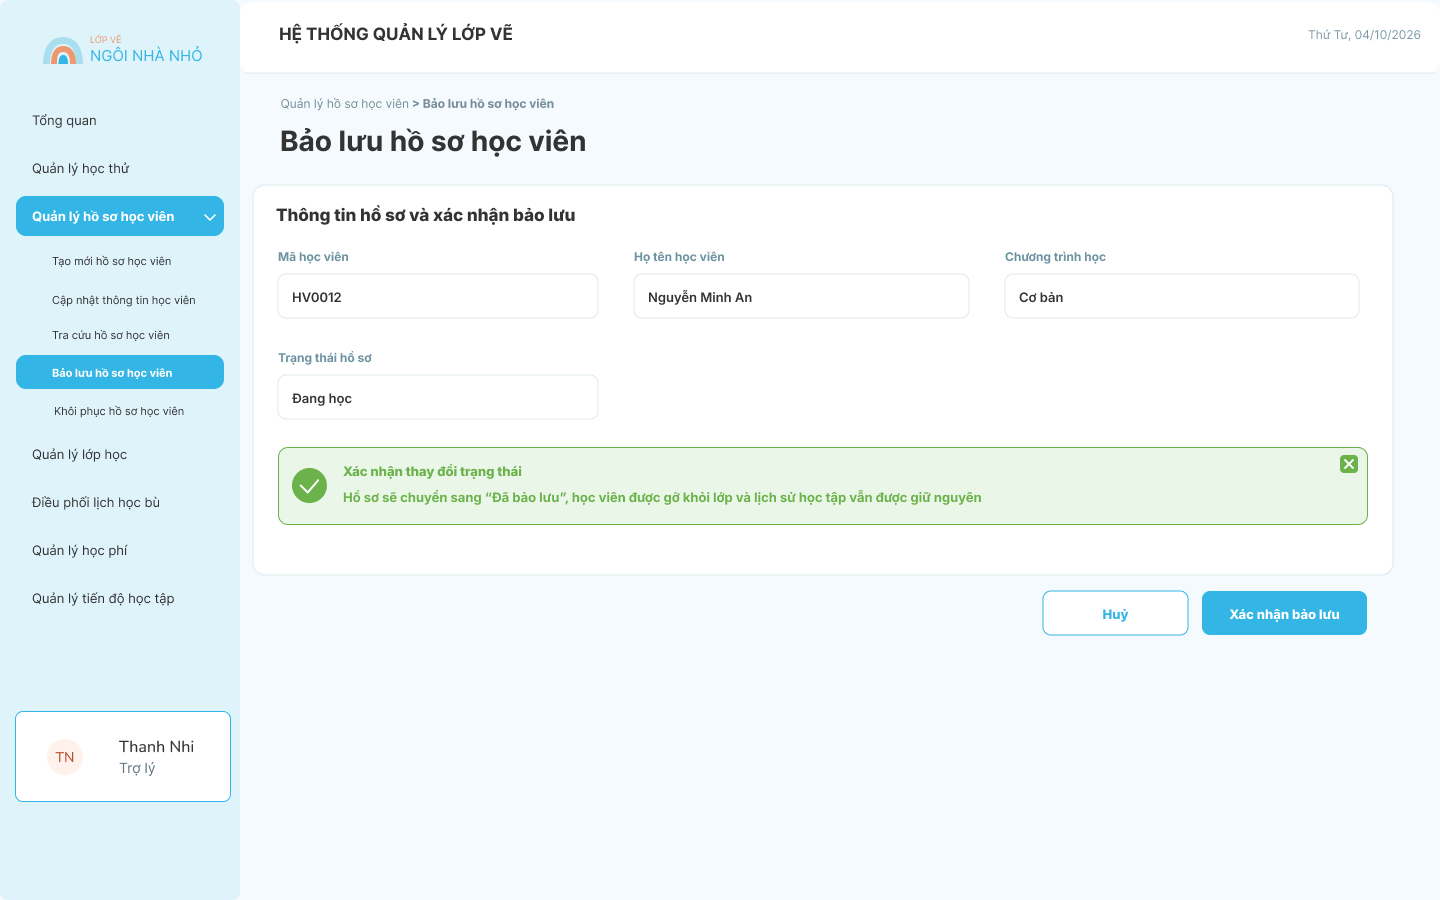 LỚP VẼ
NGÔI NHÀ NHỎ
HỆ THỐNG QUẢN LÝ LỚP VẼ
Thứ Tư, 04/10/2026
Tổng quan
Quản lý học thử
Quản lý hồ sơ học viên
Tạo mới hồ sơ học viên
Cập nhật thông tin học viên
Tra cứu hồ sơ học viên
Bảo lưu hồ sơ học viên
Khôi phục hồ sơ học viên
Quản lý lớp học
Điều phối lịch học bù
Quản lý học phí
Quản lý tiến độ học tập
TN
Thanh Nhi
Trợ lý
Quản lý hồ sơ học viên > Bảo lưu hồ sơ học viên
Bảo lưu hồ sơ học viên
Thông tin hồ sơ và xác nhận bảo lưu
Mã học viên
HV0012
Họ tên học viên
Nguyễn Minh An
Chương trình học
Cơ bản
Trạng thái hồ sơ
Đang học
Xác nhận thay đổi trạng thái
Hồ sơ sẽ chuyển sang “Đã bảo lưu”, học viên được gỡ khỏi lớp và lịch sử học tập vẫn được giữ nguyên
Huỷ
Xác nhận bảo lưu